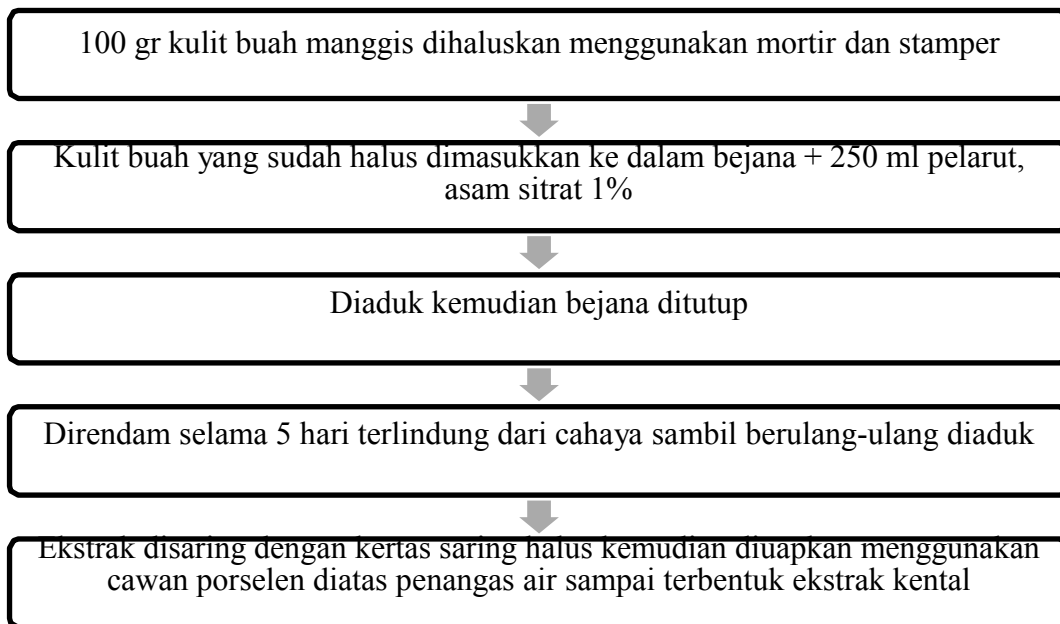 100 gr kulit buah manggis dihaluskan menggunakan mortir dan stamper
Kulit buah yang sudah halus dimasukkan ke dalam bejana + 250 ml pelarut,
asam sitrat 1%
Diaduk kemudian bejana ditutup
Direndam selama 5 hari terlindung dari cahaya sambil berulang-ulang diaduk
Ekstrak disaring dengan kertas saring halus kemudian diuapkan menggunakan
cawan porselen diatas penangas air sampai terbentuk ekstrak kental